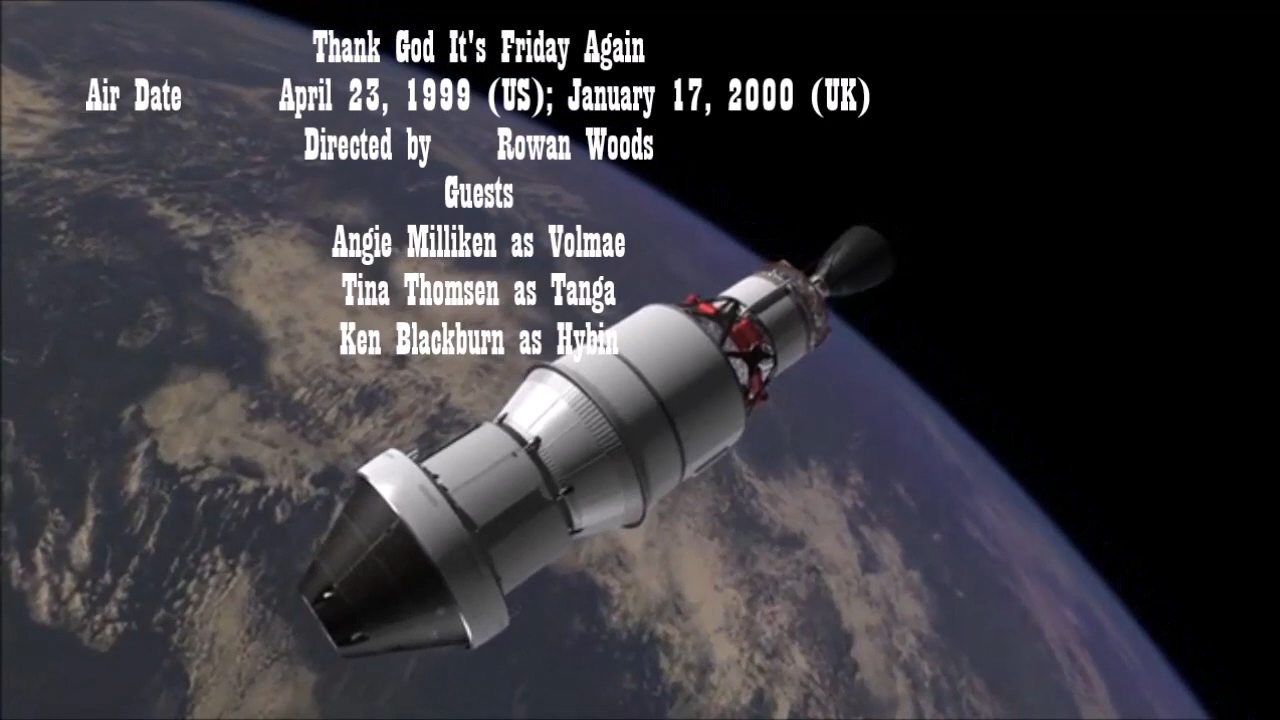 Thank God It's Friday Again
Air Date April 23, 1999 (US); January 17, 2000 (UK)
Directed by Rowan Woods
Guests
Angie Milliken as Volmae
Tina Thomsen as Tanga
Ken Blackburn as Hybin